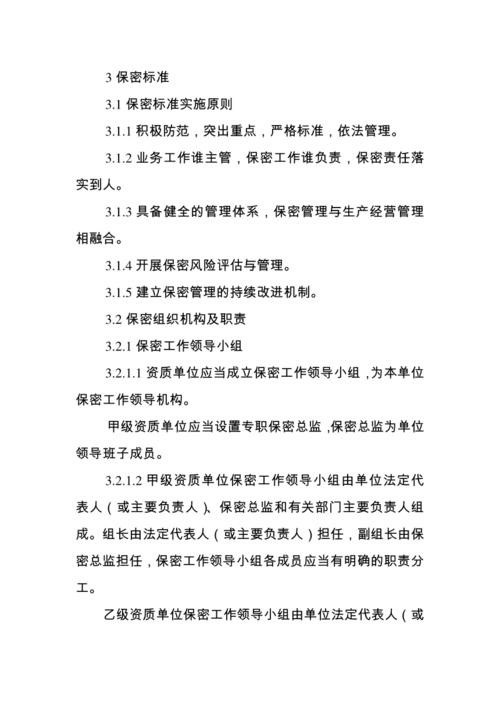 3 保密标准
3.1 保密标准实施原则
3.1.1 积极防范，突出重点，严格标准，依法管理。
3.1.2 业务工作谁主管，保密工作谁负责，保密责任落
实到人。
3.1.3 具备健全的管理体系，保密管理与生产经营管理
相融合。
3.1.4 开展保密风险评估与管理。
3.1.5 建立保密管理的持续改进机制。
3.2 保密组织机构及职责
3.2.1 保密工作领导小组
3.2.1.1 资质单位应当成立保密工作领导小组，为本单位
保密工作领导机构。
甲级资质单位应当设置专职保密总监，保密总监为单位
领导班子成员。
3.2.1.2 甲级资质单位保密工作领导小组由单位法定代
表人（或主要负责人）、保密总监和有关部门主要负责人组
成。组长由法定代表人（或主要负责人）担任，副组长由保
密总监担任，保密工作领导小组各成员应当有明确的职责分
工。
乙级资质单位保密工作领导小组由单位法定代表人（或